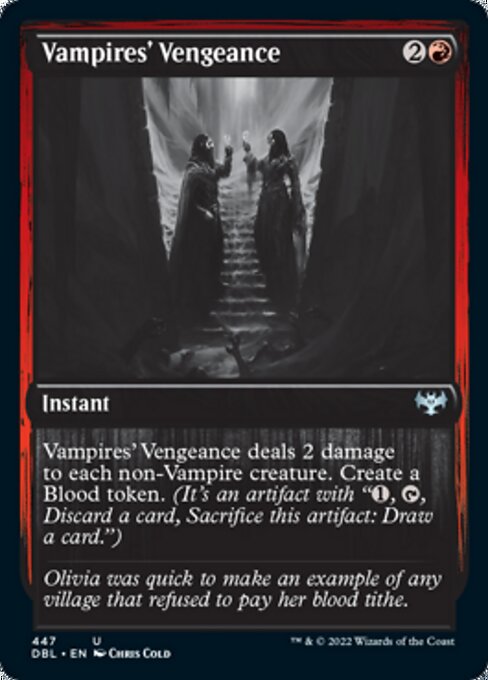 Vampires' Vengeance 2
Instant
Vampires' Vengeance deals 2 damage
to each non-Vampire creature. Create a
Blood token. (It's an artifact with "1, T,
Discard a card, Sacrifice this artifact: Draw
a card.")
Olivia was quick to make an example of any
village that refused to pay her blood tithe.
447 U
DBL • EN Chris Cold
™ & © 2022 Wizards of the Coast